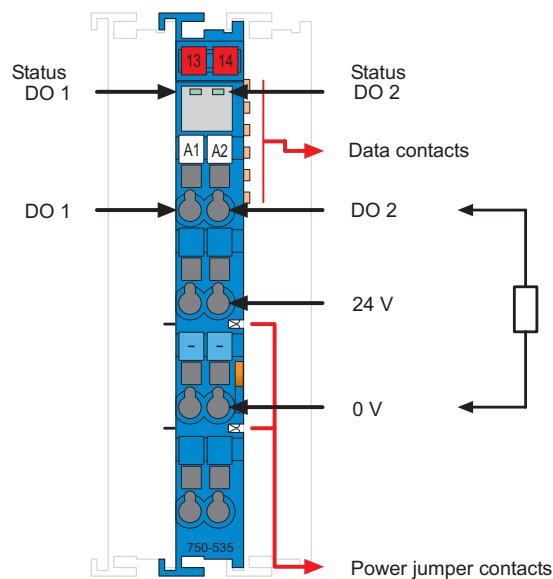 13 14
Status
DO 1
Status
DO 2
Data contacts
A1 A2
DO 1
DO 2
24 V
- -
0 V
750-535
Power jumper contacts